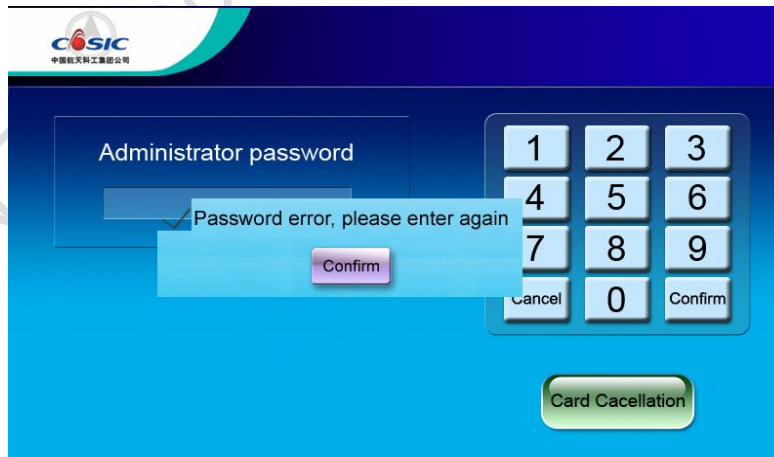 COSIC
中国航天科工集团公司
Administrator password
Password error, please enter again
Confirm
1 2 3
4 5 6
7 8 9
Cancel 0 Confirm
Card Cacellation